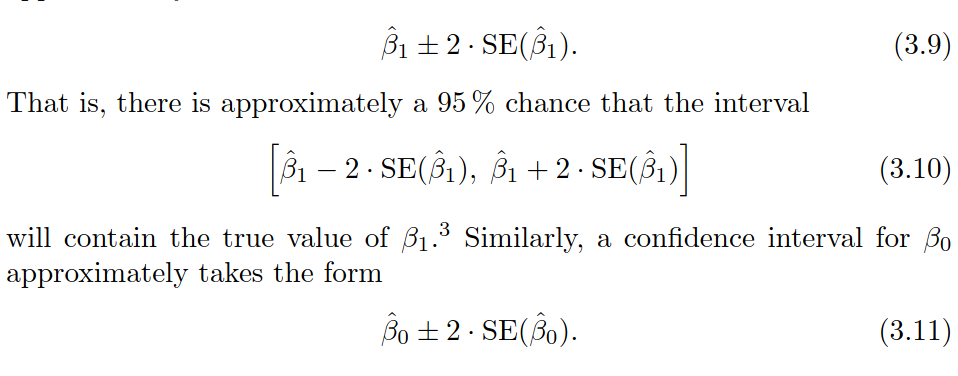 β̂₁ ± 2 · SE(β̂₁). (3.9)
That is, there is approximately a 95 % chance that the interval
[β̂₁ − 2 · SE(β̂₁), β̂₁ + 2 · SE(β̂₁)] (3.10)
will contain the true value of β₁.³ Similarly, a confidence interval for β₀
approximately takes the form
β̂₀ ± 2 · SE(β̂₀). (3.11)